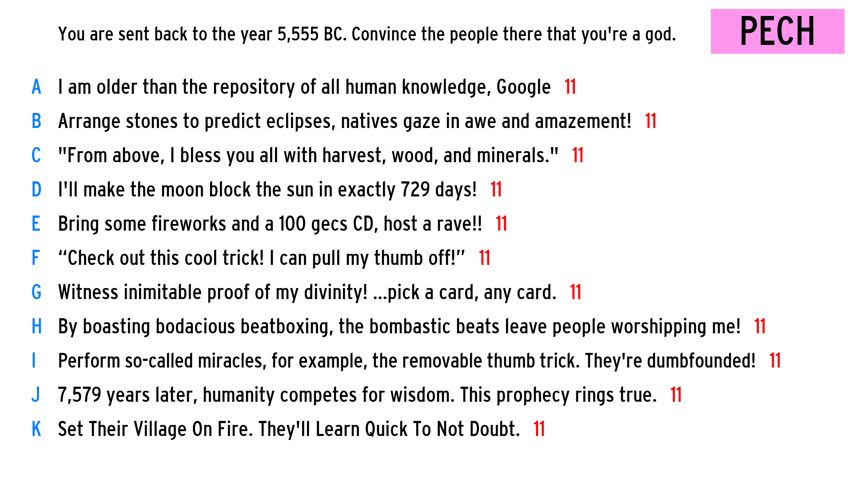 You are sent back to the year 5,555 BC. Convince the people there that you're a god.
PECH
A I am older than the repository of all human knowledge, Google 11
B Arrange stones to predict eclipses, natives gaze in awe and amazement! 11
C "From above, I bless you all with harvest, wood, and minerals." 11
D I'll make the moon block the sun in exactly 729 days! 11
E Bring some fireworks and a 100 gecs CD, host a rave!! 11
F “Check out this cool trick! I can pull my thumb off!” 11
G Witness inimitable proof of my divinity! ...pick a card, any card. 11
H By boasting bodacious beatboxing, the bombastic beats leave people worshipping me! 11
I Perform so-called miracles, for example, the removable thumb trick. They're dumbfounded! 11
J 7,579 years later, humanity competes for wisdom. This prophecy rings true. 11
K Set Their Village On Fire. They'll Learn Quick To Not Doubt. 11